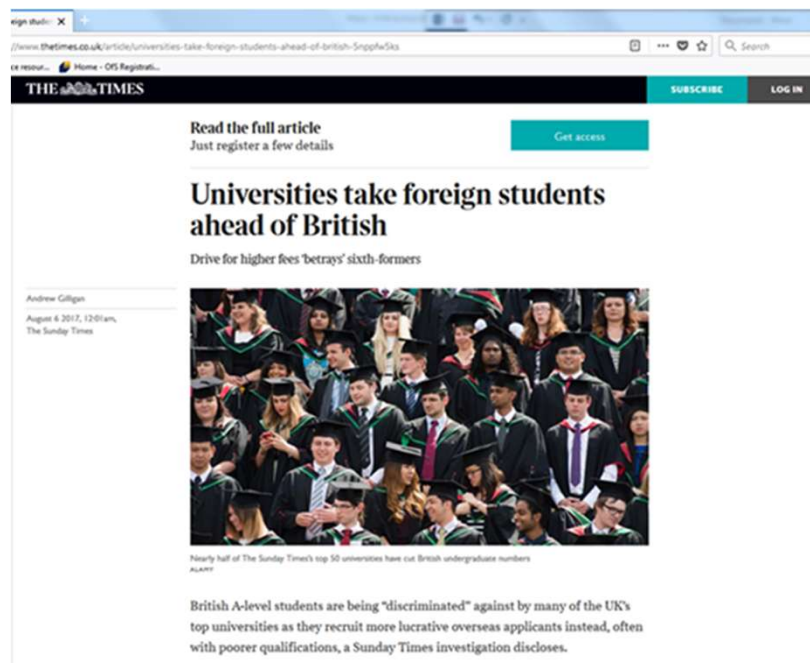 eign studer ×
//www.thetimes.co.uk/article/universities-take-foreign-students-ahead-of-british-5nppfw5ks
Search
ce resour... Home - OfS Registrati...
THE TIMES
SUBSCRIBE
LOG IN
Read the full article
Just register a few details
Get access
Universities take foreign students
ahead of British
Drive for higher fees 'betrays' sixth-formers
Andrew Gilligan
August 6 2017, 12:01am,
The Sunday Times
Nearly half of The Sunday Times's top 50 universities have cut British undergraduate numbers
ALAMY
British A-level students are being "discriminated" against by many of the UK's
top universities as they recruit more lucrative overseas applicants instead, often
with poorer qualifications, a Sunday Times investigation discloses.